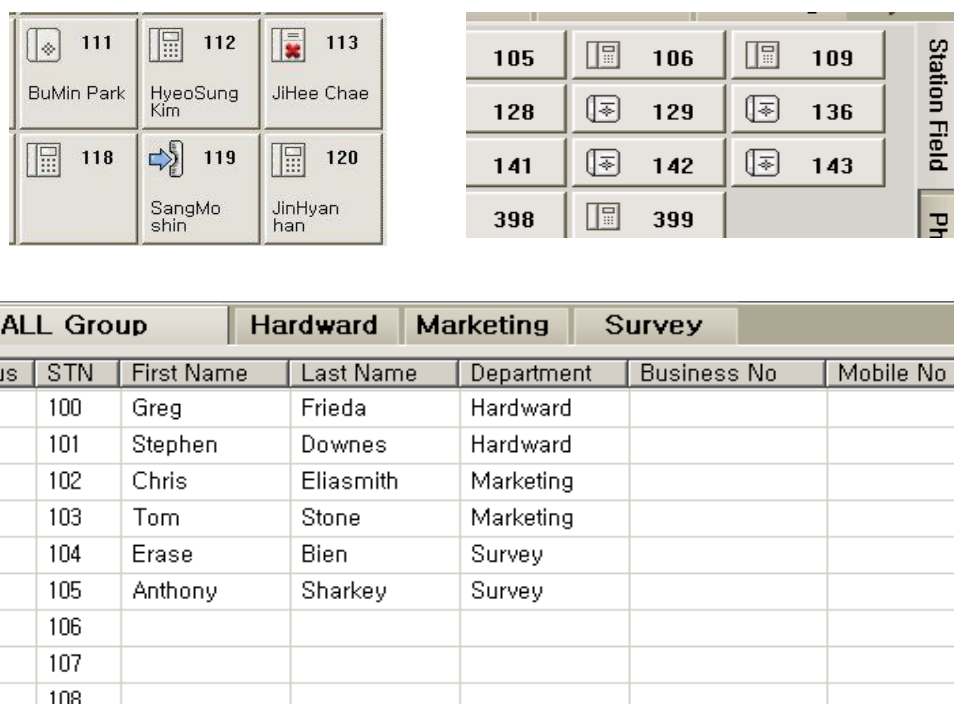 111 112 113
BuMin Park HyeoSung Kim JiHee Chae
118 119 120
SangMo shin JinHyan han
105 106 109
128 129 136
141 142 143
398 399
Station Field
Ph
ALL Group Hardward Marketing Survey
us STN First Name Last Name Department Business No Mobile No
100 Greg Frieda Hardward
101 Stephen Downes Hardward
102 Chris Eliasmith Marketing
103 Tom Stone Marketing
104 Erase Bien Survey
105 Anthony Sharkey Survey
106
107
108